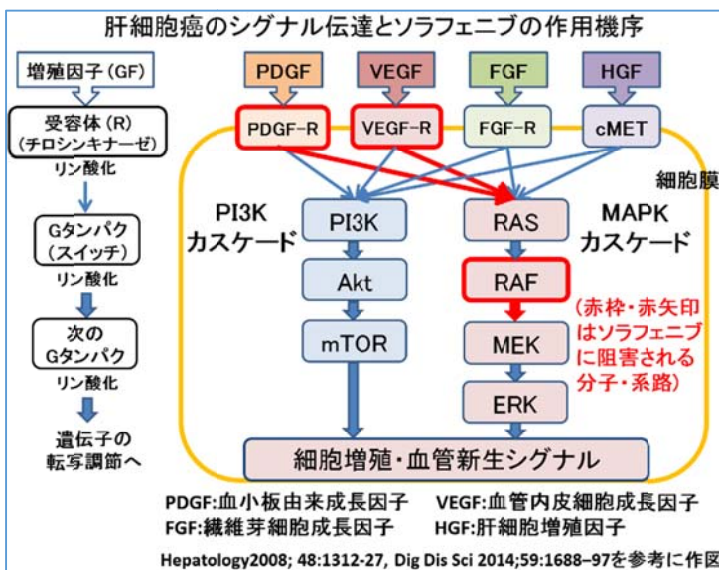 肝細胞癌のシグナル伝達とソラフェニブの作用機序
増殖因子(GF)
PDGF
VEGF
FGF
HGF
受容体(R)
(チロシンキナーゼ)
PDGF-R
VEGF-R
FGF-R
cMET
リン酸化
細胞膜
Gタンパク
(スイッチ)
PI3K
カスケード
PI3K
RAS
MAPK
カスケード
リン酸化
Akt
RAF
次の
Gタンパク
mTOR
MEK
(赤枠・赤矢印
はソラフェニブ
に阻害される
分子・系路)
リン酸化
ERK
遺伝子の
転写調節へ
細胞増殖・血管新生シグナル
PDGF:血小板由来成長因子
VEGF:血管内皮細胞成長因子
FGF:繊維芽細胞成長因子
HGF:肝細胞増殖因子
Hepatology2008; 48:1312-27, Dig Dis Sci 2014;59:1688–97を参考に作図